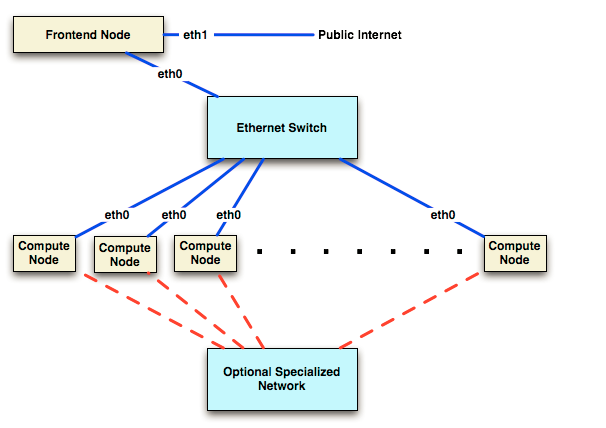 Frontend Node
eth1
Public Internet
eth0
Ethernet Switch
eth0
eth0
eth0
eth0
Compute
Node
Compute
Node
Compute
Node
Compute
Node
Optional Specialized
Network